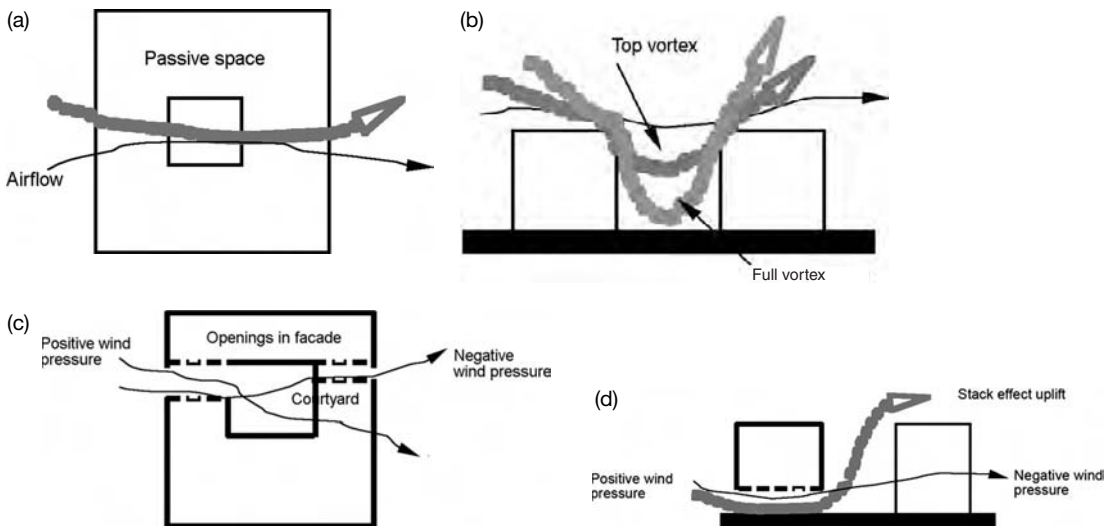 (a)
Passive space
Airflow
(b)
Top vortex
Full vortex
(c)
Openings in facade
Positive wind
pressure
Negative
wind pressure
Courtyard
(d)
Stack effect uplift
Positive wind
pressure
Negative wind
pressure